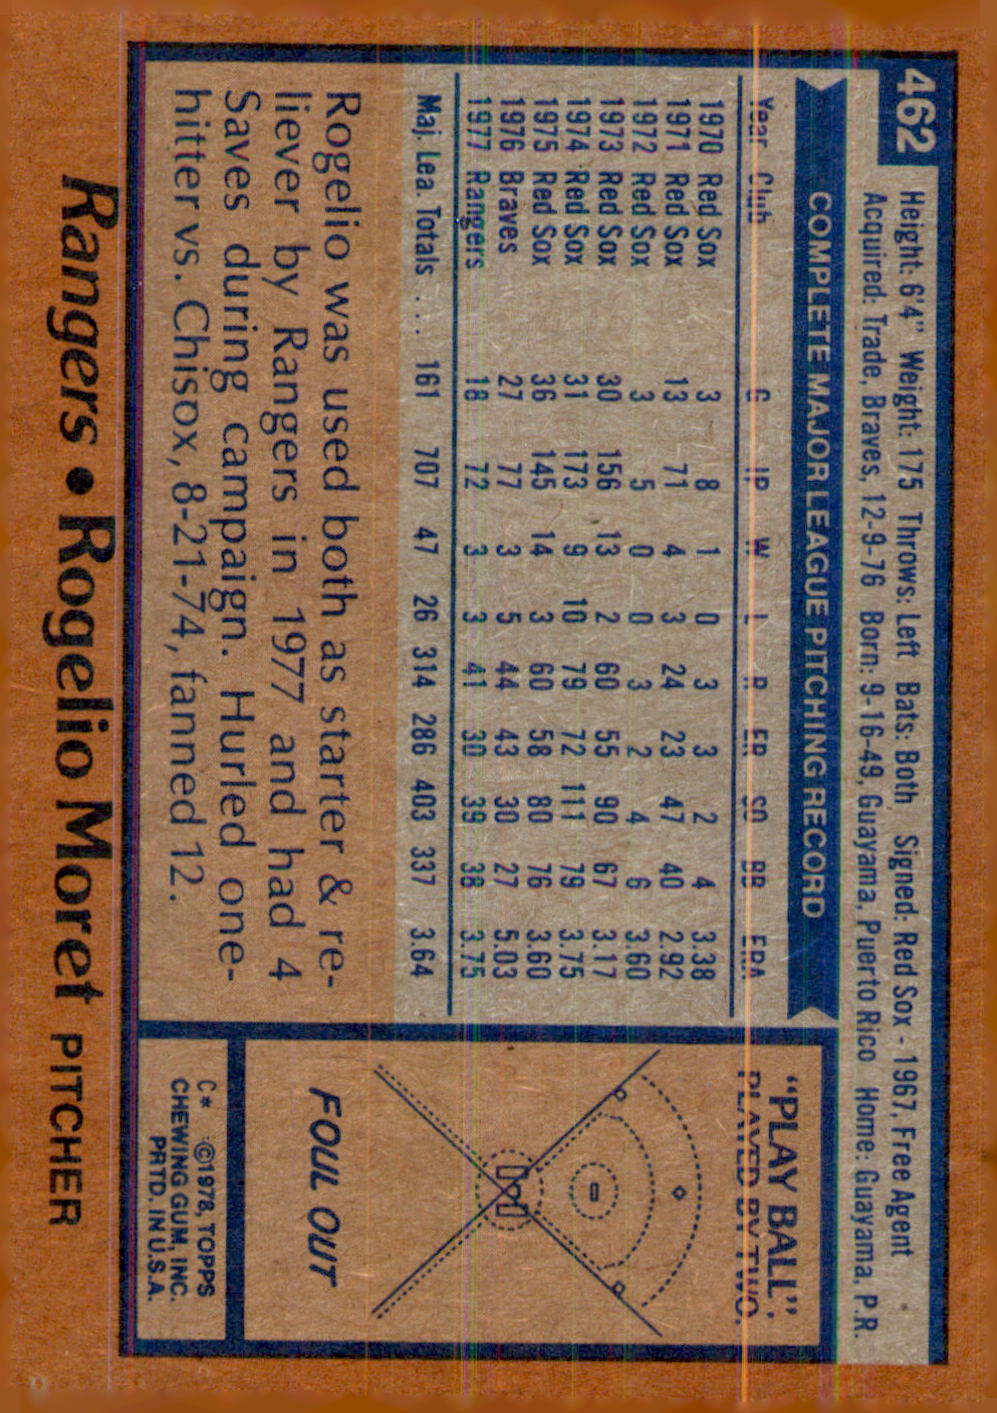 462
Height: 6'4" Weight: 175 Throws: Left Bats: Both Signed: Red Sox - 1967, Free Agent
Acquired: Trade, Braves, 12-9-76 Born: 9-16-49, Guayama, Puerto Rico Home: Guayama, P.R.
COMPLETE MAJOR LEAGUE PITCHING RECORD
Year Club G IP W L R ER SO BB ERA
1970 Red Sox 3 8 1 0 3 3 2 4 3.38
1971 Red Sox 13 71 4 3 24 23 47 40 2.92
1972 Red Sox 3 5 0 0 3 2 4 6 3.60
1973 Red Sox 30 156 13 2 60 55 90 67 3.17
1974 Red Sox 31 173 9 10 79 72 111 79 3.75
1975 Red Sox 36 145 14 3 60 58 80 76 3.60
1976 Braves 27 77 3 5 44 43 30 27 5.03
1977 Rangers 18 72 3 3 41 30 39 38 3.75
Maj. Lea. Totals . . . 161 707 47 26 314 286 403 337 3.64
Rogelio was used both as starter & re-
liever by Rangers in 1977 and had 4
Saves during campaign. Hurled one-
hitter vs. Chisox, 8-21-74, fanned 12.
"PLAY BALL"
PLAYED BY TWO.
FOUL OUT
C* ©1978, TOPPS
CHEWING GUM, INC.
PRTD. IN U.S.A.
Rangers • Rogelio Moret PITCHER